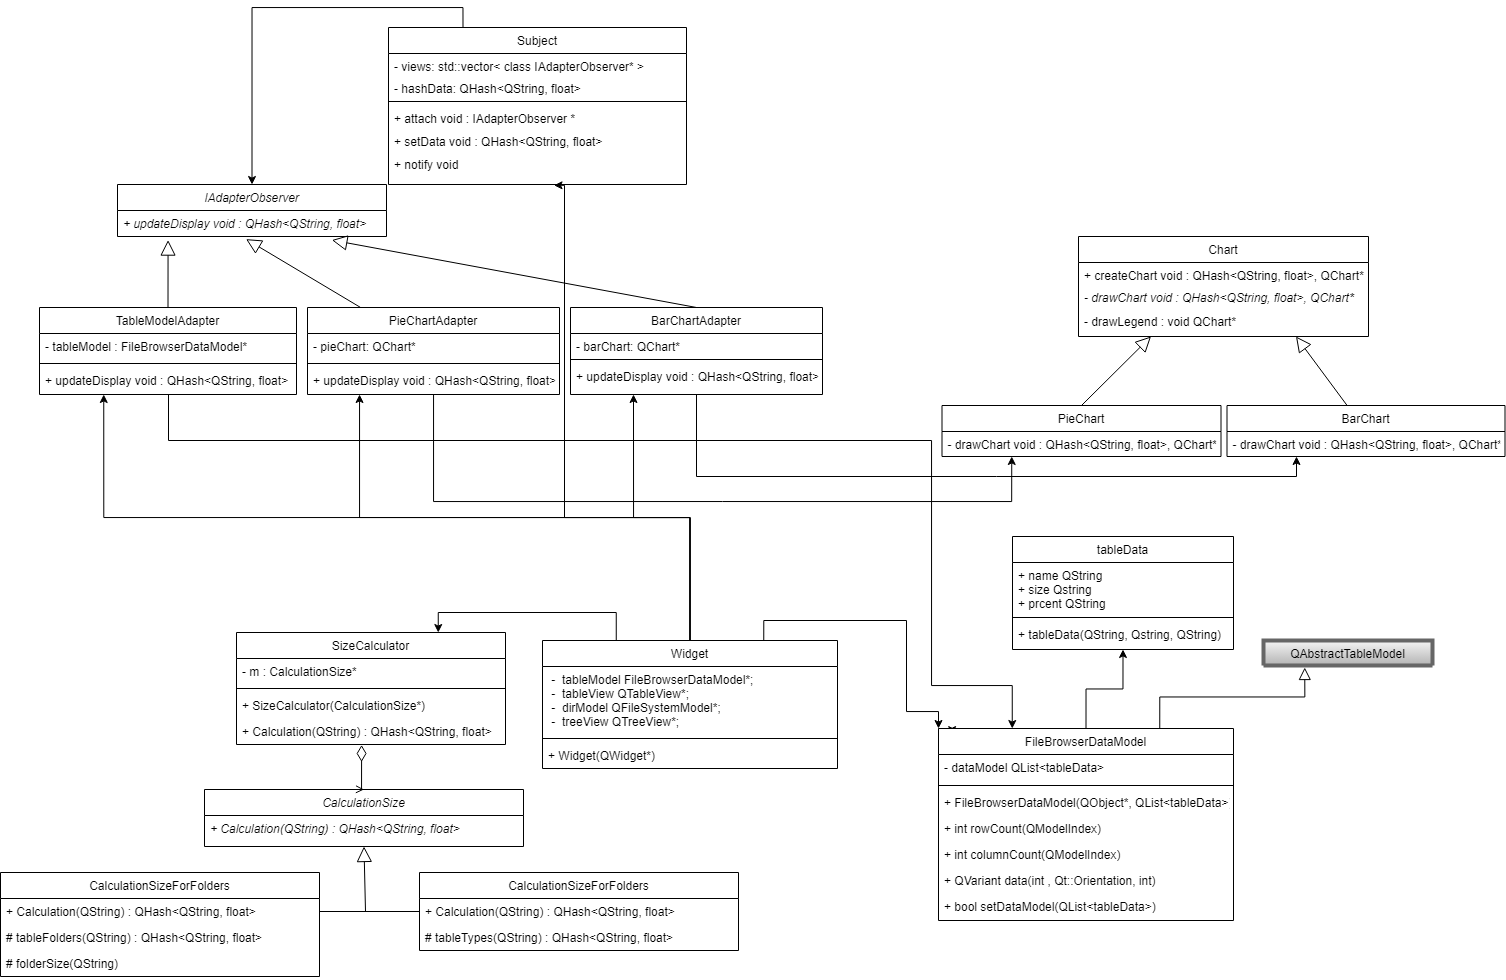 Subject
- views: std::vector< class IAdapterObserver* >
- hashData: QHash<QString, float>
+ attach void : IAdapterObserver *
+ setData void : QHash<QString, float>
+ notify void
IAdapterObserver
+ updateDisplay void : QHash<QString, float>
Chart
+ createChart void : QHash<QString, float>, QChart*
- drawChart void : QHash<QString, float>, QChart*
- drawLegend : void QChart*
TableModelAdapter
- tableModel : FileBrowserDataModel*
+ updateDisplay void : QHash<QString, float>
PieChartAdapter
- pieChart: QChart*
+ updateDisplay void : QHash<QString, float>
BarChartAdapter
- barChart: QChart*
+ updateDisplay void : QHash<QString, float>
PieChart
- drawChart void : QHash<QString, float>, QChart*
BarChart
- drawChart void : QHash<QString, float>, QChart*
tableData
+ name QString
+ size Qstring
+ prcent QString
+ tableData(QString, Qstring, QString)
QAbstractTableModel
SizeCalculator
- m : CalculationSize*
+ SizeCalculator(CalculationSize*)
+ Calculation(QString) : QHash<QString, float>
Widget
- tableModel FileBrowserDataModel*;
- tableView QTableView*;
- dirModel QFileSystemModel*;
- treeView QTreeView*;
+ Widget(QWidget*)
FileBrowserDataModel
- dataModel QList<tableData>
+ FileBrowserDataModel(QObject*, QList<tableData>
+ int rowCount(QModelIndex)
+ int columnCount(QModelIndex)
+ QVariant data(int , Qt::Orientation, int)
+ bool setDataModel(QList<tableData>)
CalculationSize
+ Calculation(QString) : QHash<QString, float>
CalculationSizeForFolders
+ Calculation(QString) : QHash<QString, float>
# tableFolders(QString) : QHash<QString, float>
# folderSize(QString)
CalculationSizeForFolders
+ Calculation(QString) : QHash<QString, float>
# tableTypes(QString) : QHash<QString, float>